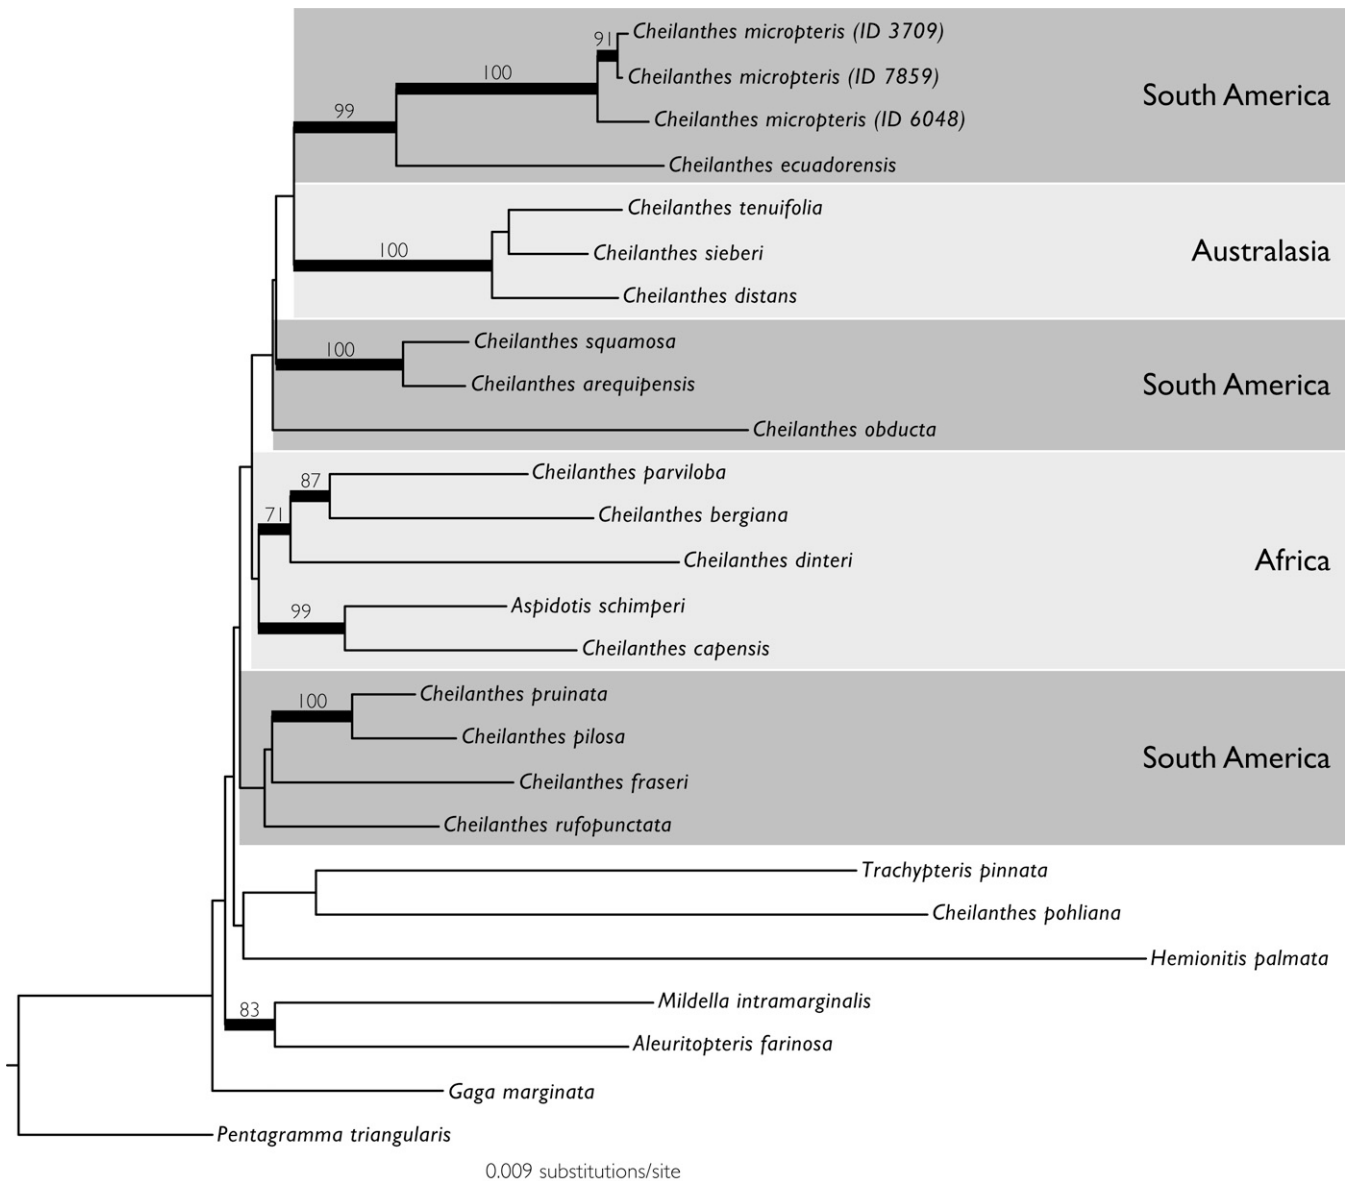 91
Cheilanthes micropteris (ID 3709)
100
Cheilanthes micropteris (ID 7859)
South America
99
Cheilanthes micropteris (ID 6048)
Cheilanthes ecuadorensis
Cheilanthes tenuifolia
100
Cheilanthes sieberi
Australasia
Cheilanthes distans
100
Cheilanthes squamosa
Cheilanthes arequipensis
South America
Cheilanthes obducta
87
Cheilanthes parviloba
71
Cheilanthes bergiana
Cheilanthes dinteri
Africa
99
Aspidotis schimperi
Cheilanthes capensis
100
Cheilanthes pruinata
Cheilanthes pilosa
South America
Cheilanthes fraseri
Cheilanthes rufopunctata
Trachypteris pinnata
Cheilanthes pohliana
Hemionitis palmata
83
Mildella intramarginalis
Aleuritopteris farinosa
Gaga marginata
Pentagramma triangularis
0.009 substitutions/site